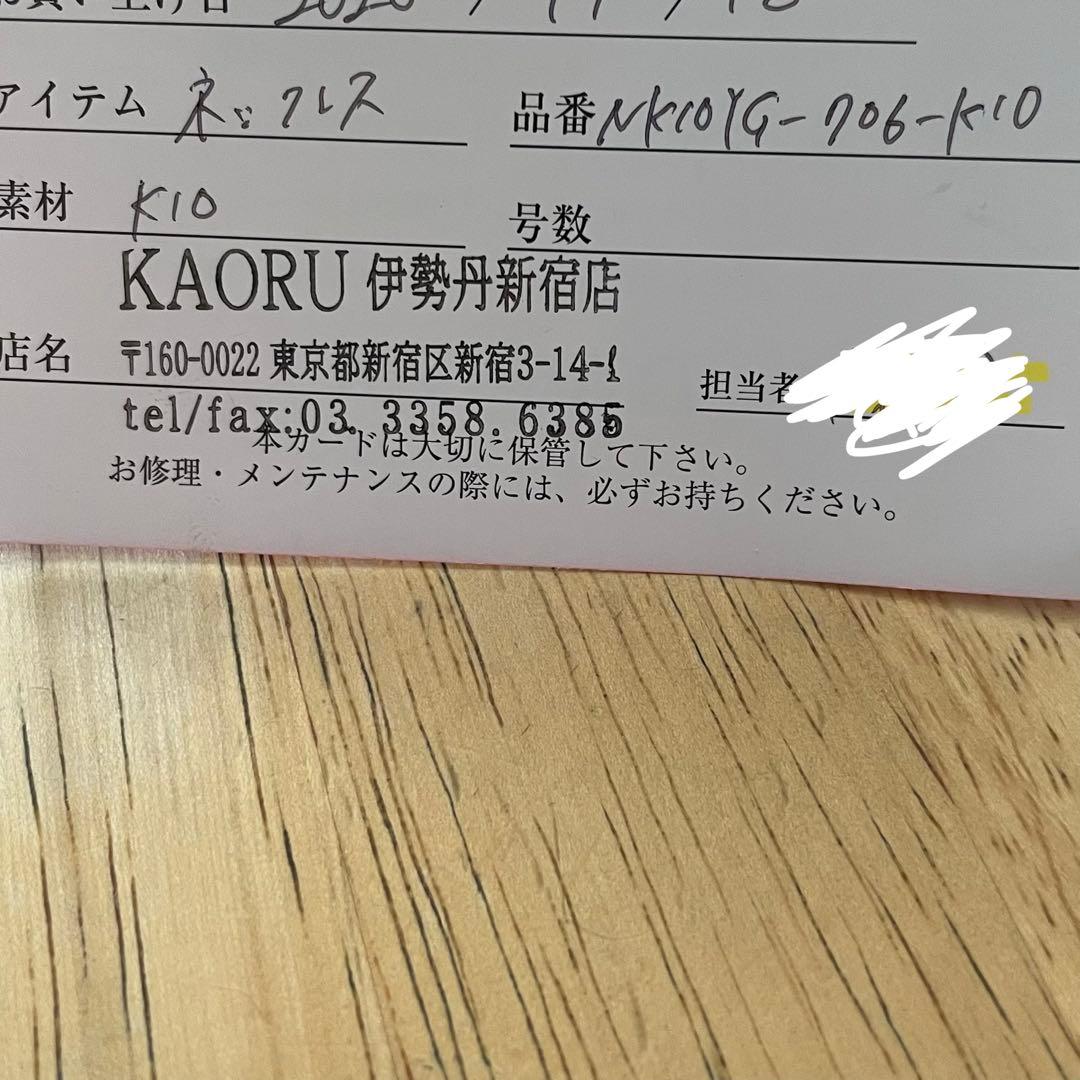 アイテム ネックレス 品番 NK10YG-706-K10
素材 K10 号数
KAORU 伊勢丹新宿店
店名 〒160-0022 東京都新宿区新宿3-14-1 担当者
tel/fax:03. 3358. 6385
本カードは大切に保管して下さい。
お修理・メンテナンスの際には、必ずお持ちください。